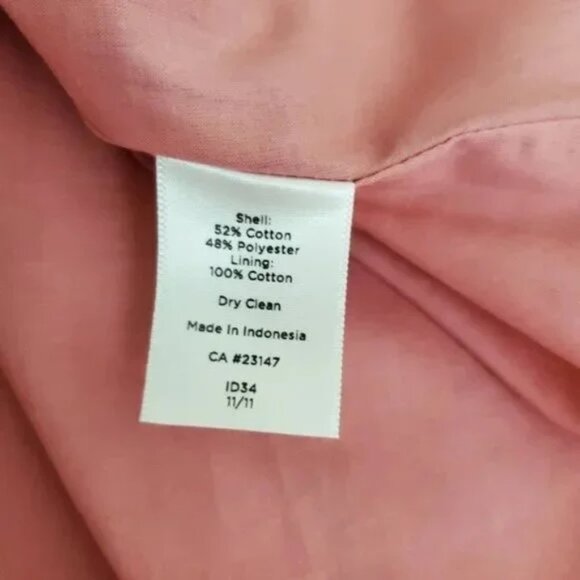 Shell:
52% Cotton
48% Polyester
Lining:
100% Cotton
Dry Clean
Made In Indonesia
CA #23147
ID34
11/11